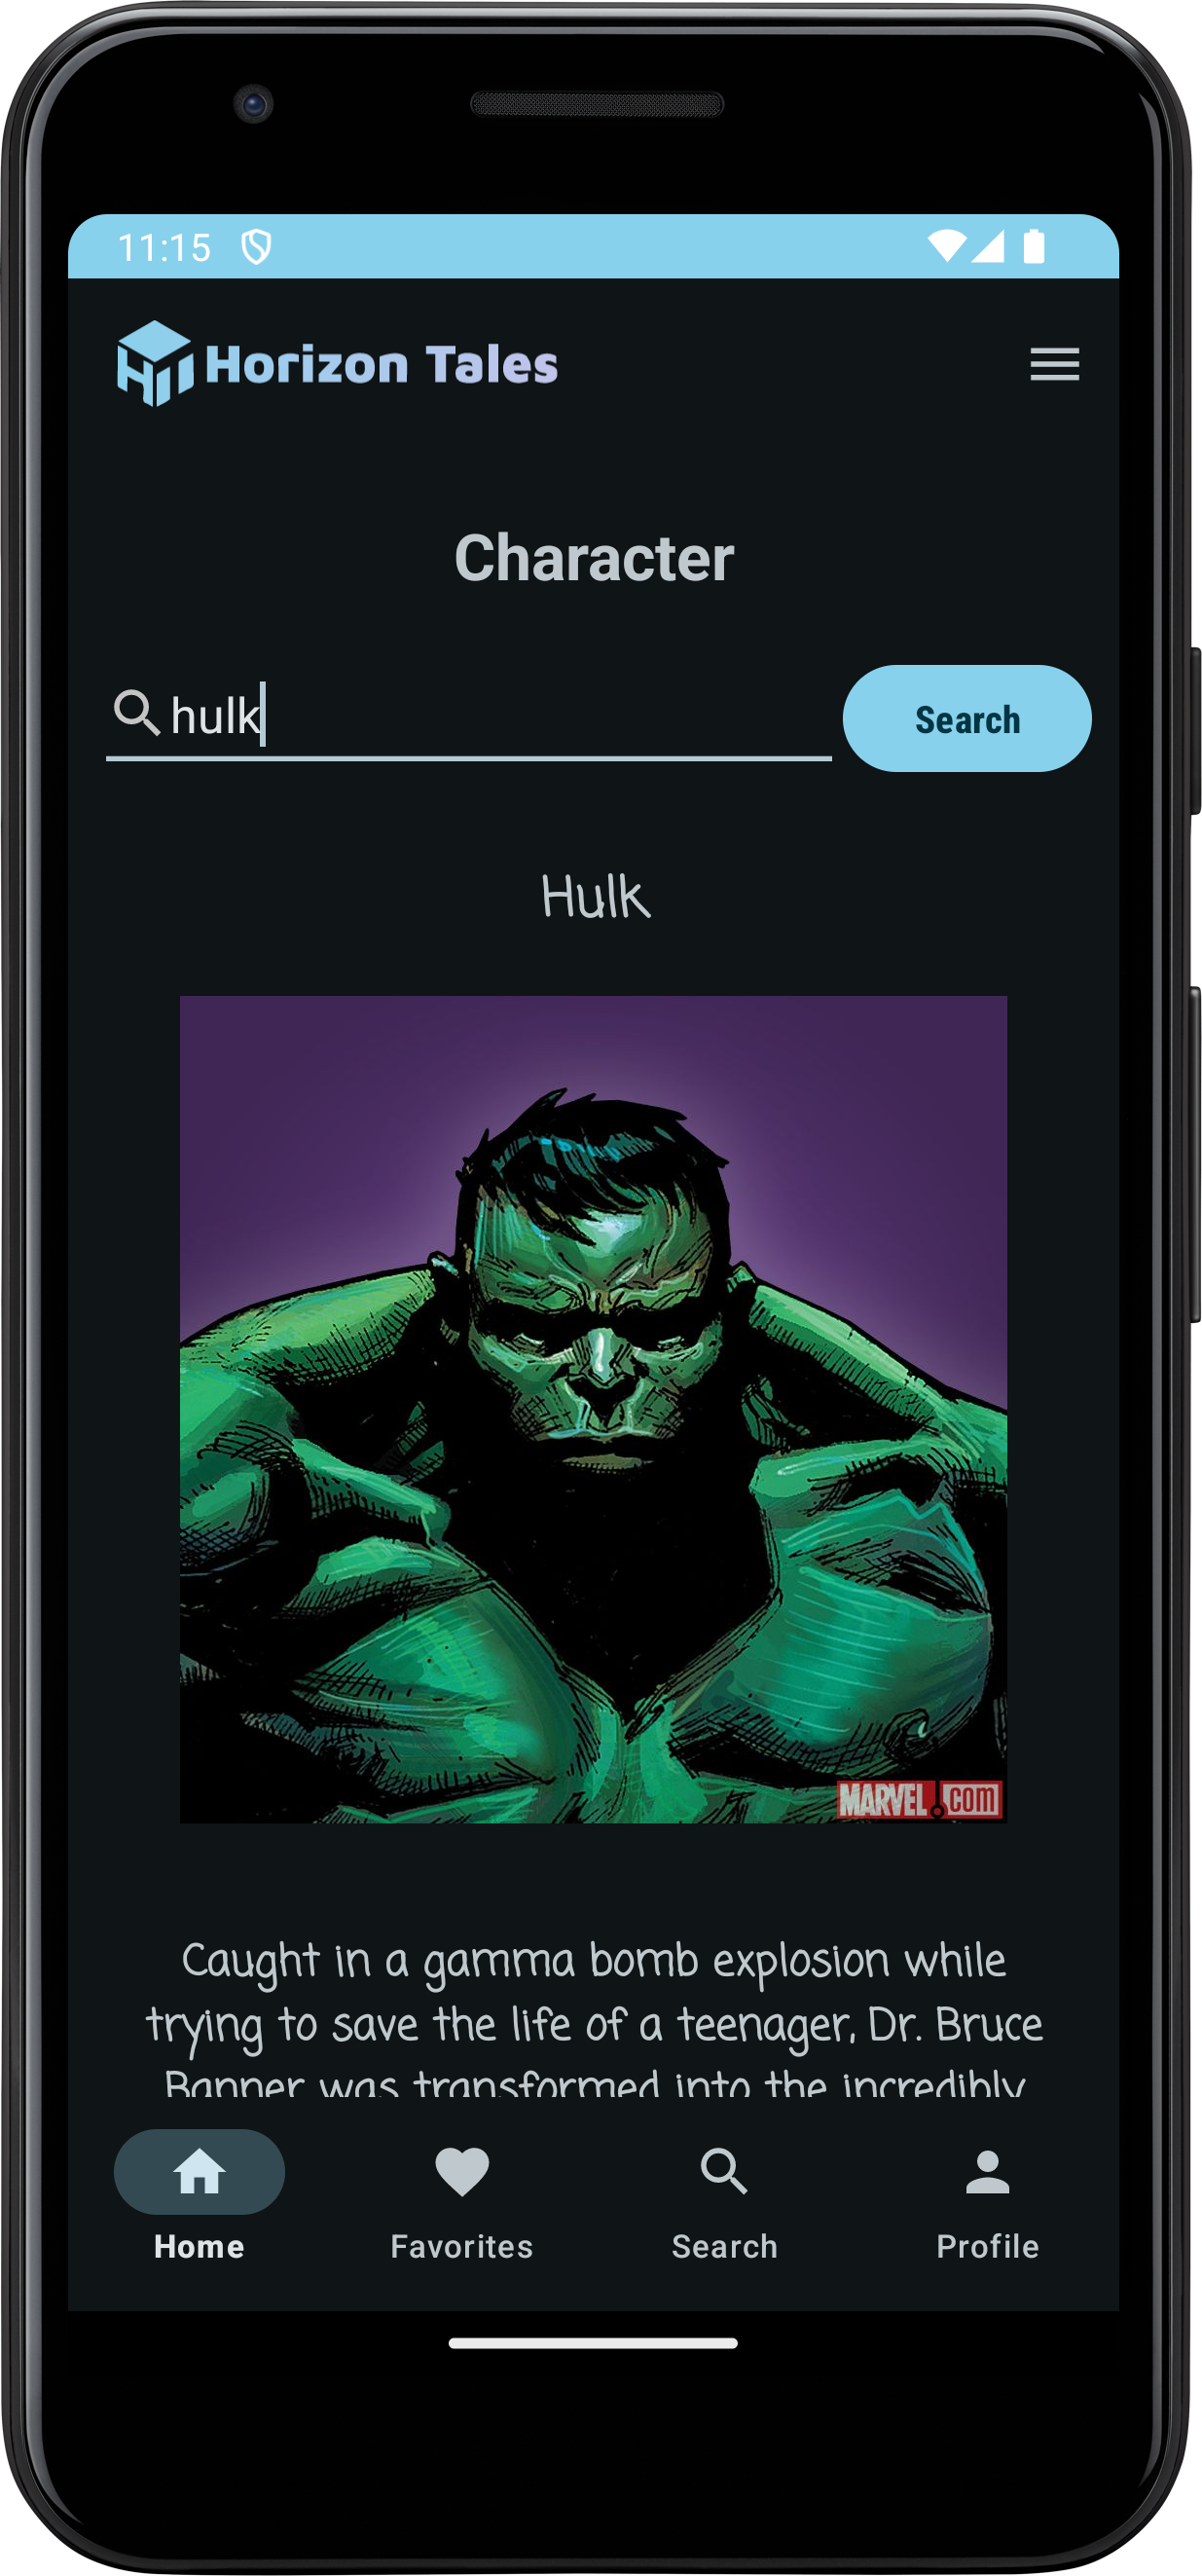 11:15
Horizon Tales
Character
hulk
Search
Hulk
MARVEL.com
Caught in a gamma bomb explosion while
trying to save the life of a teenager, Dr. Bruce
Banner was transformed into the incredibly
Home
Favorites
Search
Profile